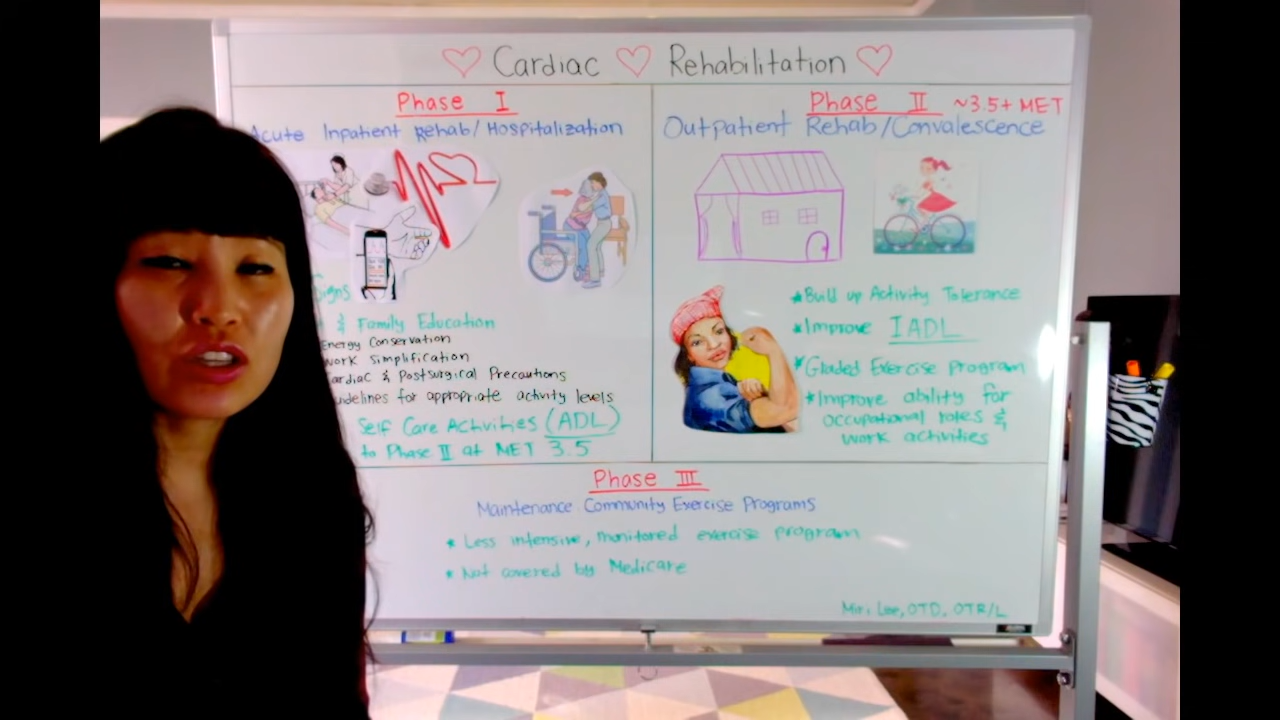 Cardiac Rehabilitation
Phase I
Acute Inpatient Rehab/Hospitalization
Signs
& Family Education
Energy Conservation
Work Simplification
Cardiac & Postsurgical Precautions
Guidelines for appropriate activity levels
Self Care Activities (ADL)
to Phase II at MET 3.5
Phase II ~3.5+ MET
Outpatient Rehab/Convalescence
* Build up Activity Tolerance
* Improve IADL
* Graded Exercise Program
* Improve ability for
occupational roles &
work activities
Phase III
Maintenance Community Exercise Programs
* Less intensive, monitored exercise program
* Not covered by Medicare
Miri Lee, OTD, OTR/L